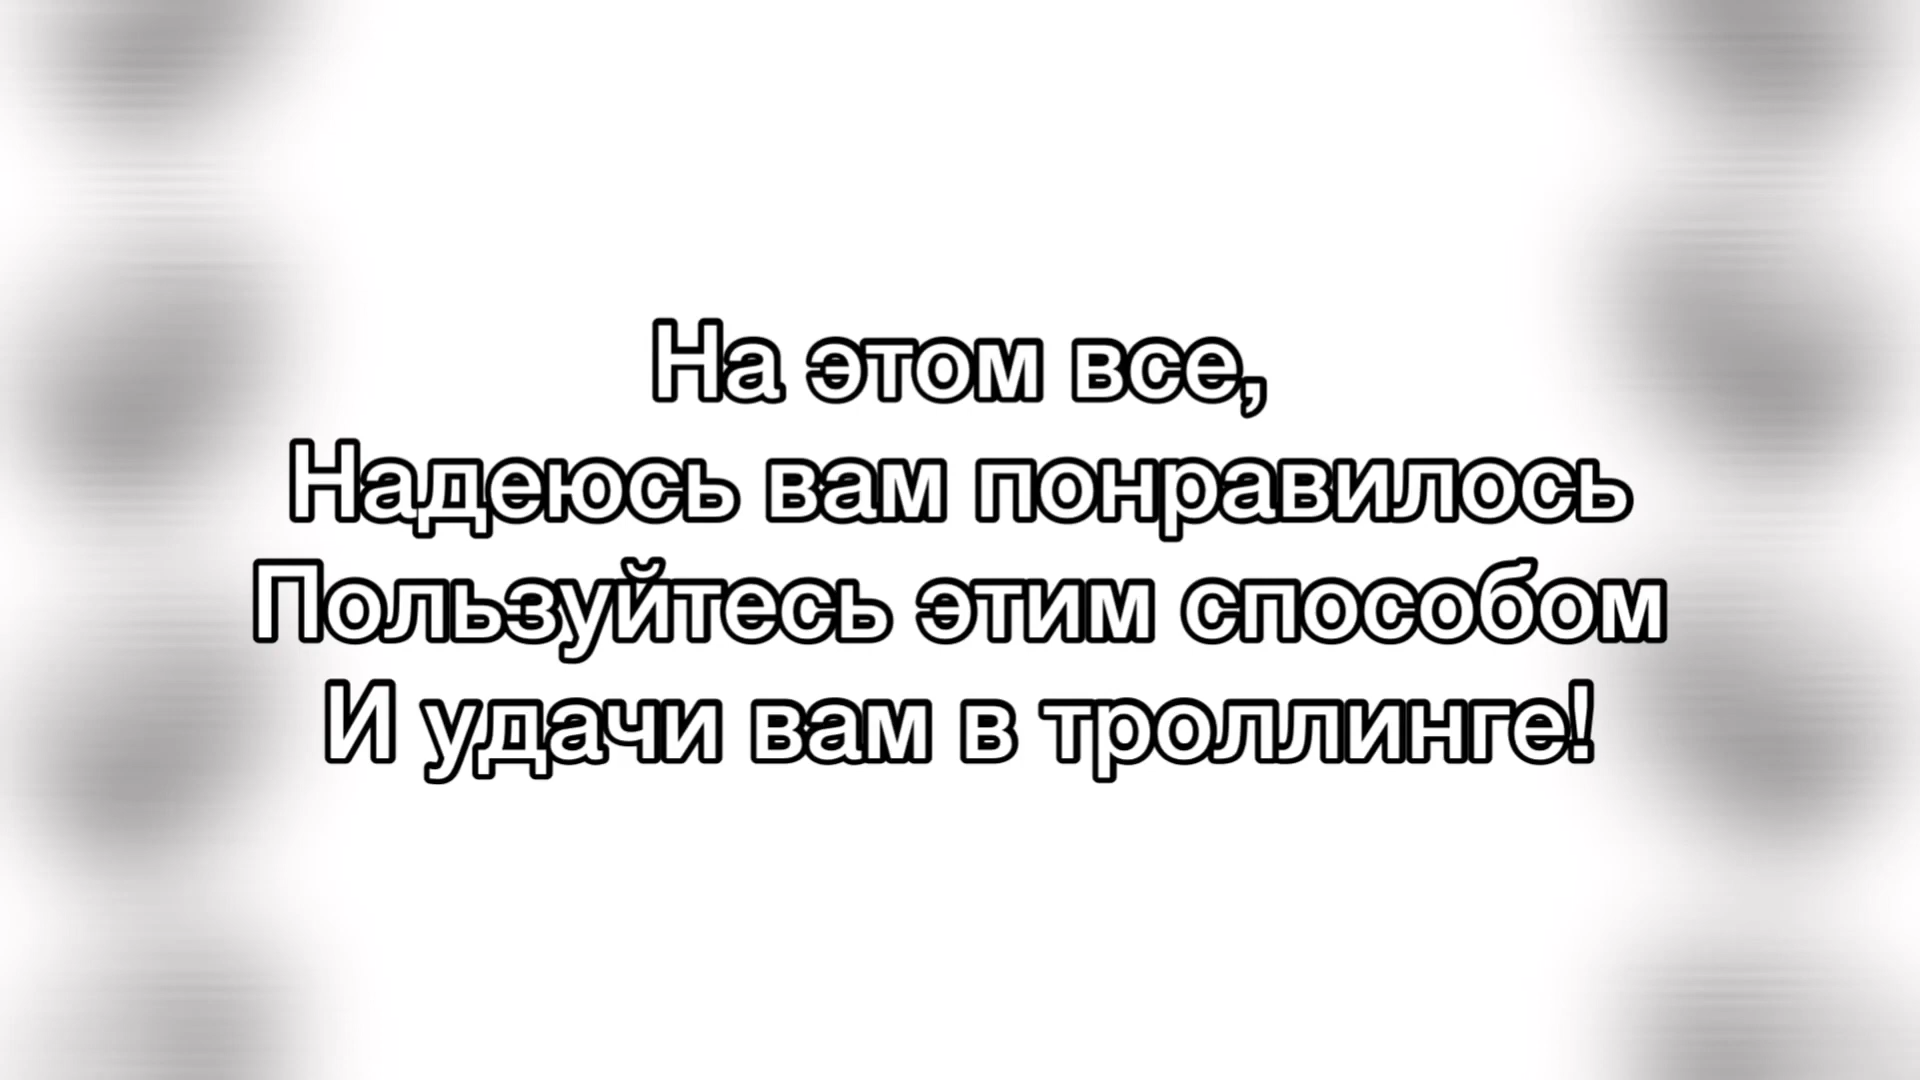 На этом все,
Надеюсь вам понравилось
Пользуйтесь этим способом
И удачи вам в троллинге!